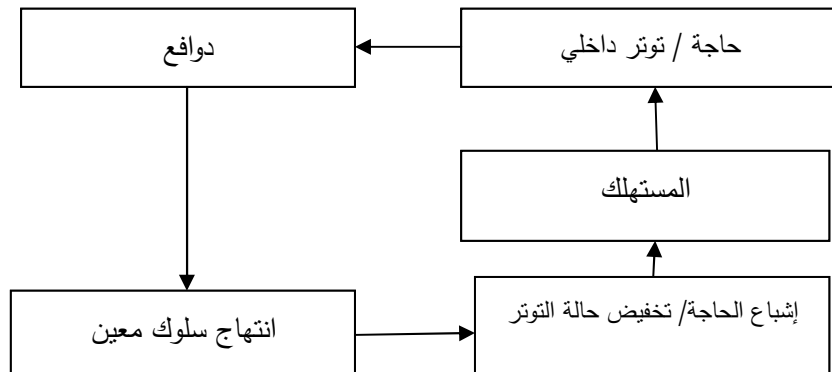 حاجة / توتر داخلي
دوافع
المستهلك
إشباع الحاجة/ تخفيض حالة التوتر
انتهاج سلوك معين